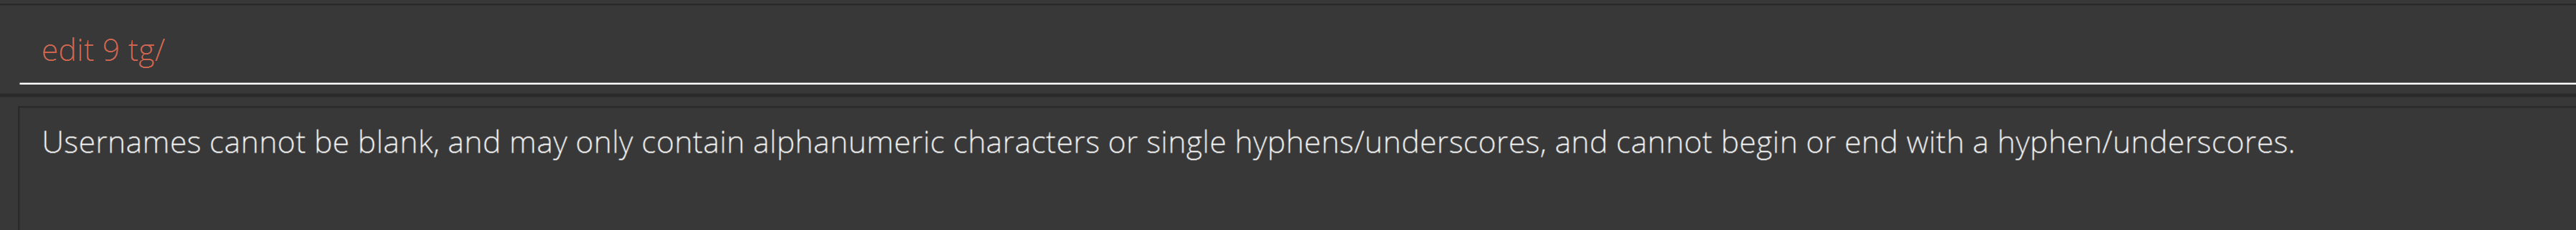 edit 9 tg/
Usernames cannot be blank, and may only contain alphanumeric characters or single hyphens/underscores, and cannot begin or end with a hyphen/underscores.